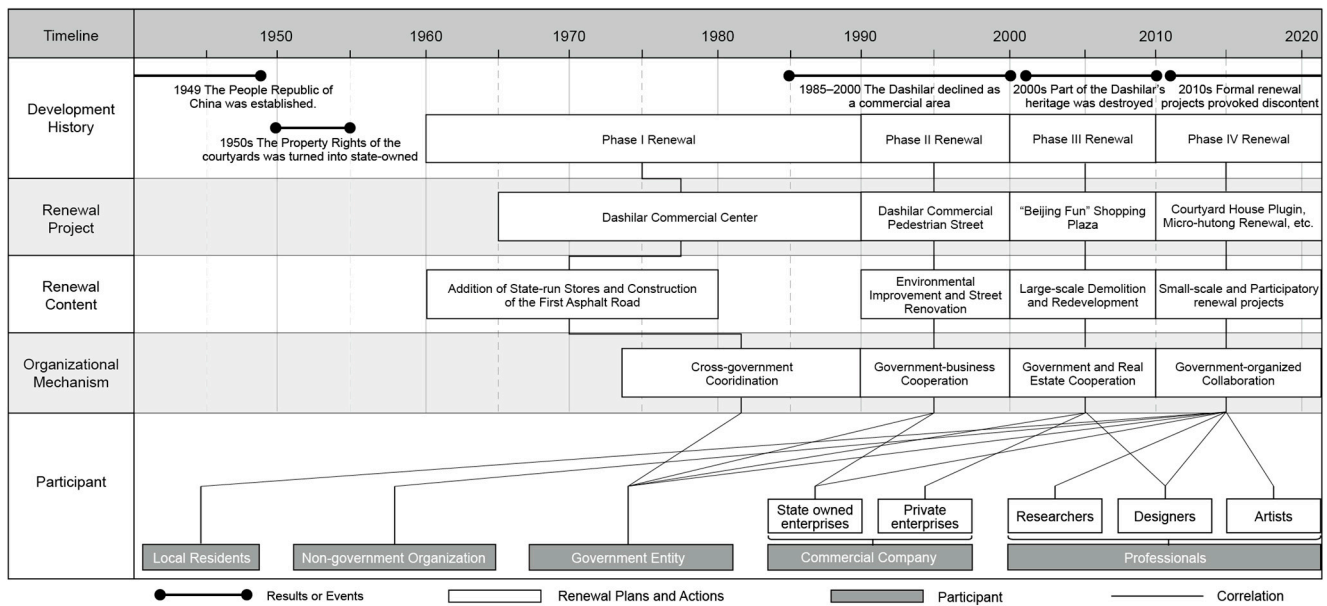 Timeline
1950
1960
1970
1980
1990
2000
2010
2020
Development
History
1949 The People Republic of
China was established.
1950s The Property Rights of the
courtyards was turned into state-owned
1985–2000 The Dashilar declined as
a commercial area
2000s Part of the Dashilar’s
heritage was destroyed
2010s Formal renewal
projects provoked discontent
Phase I Renewal
Phase II Renewal
Phase III Renewal
Phase IV Renewal
Renewal
Project
Dashilar Commercial Center
Dashilar Commercial
Pedestrian Street
“Beijing Fun” Shopping
Plaza
Courtyard House Plugin,
Micro-hutong Renewal, etc.
Renewal
Content
Addition of State-run Stores and Construction
of the First Asphalt Road
Environmental
Improvement and Street
Renovation
Large-scale Demolition
and Redevelopment
Small-scale and Participatory
renewal projects
Organizational
Mechanism
Cross-government
Cooridination
Government-business
Cooperation
Government and Real
Estate Cooperation
Government-organized
Collaboration
Participant
State owned
enterprises
Private
enterprises
Researchers
Designers
Artists
Local Residents
Non-government Organization
Government Entity
Commercial Company
Professionals
Results or Events
Renewal Plans and Actions
Participant
Correlation